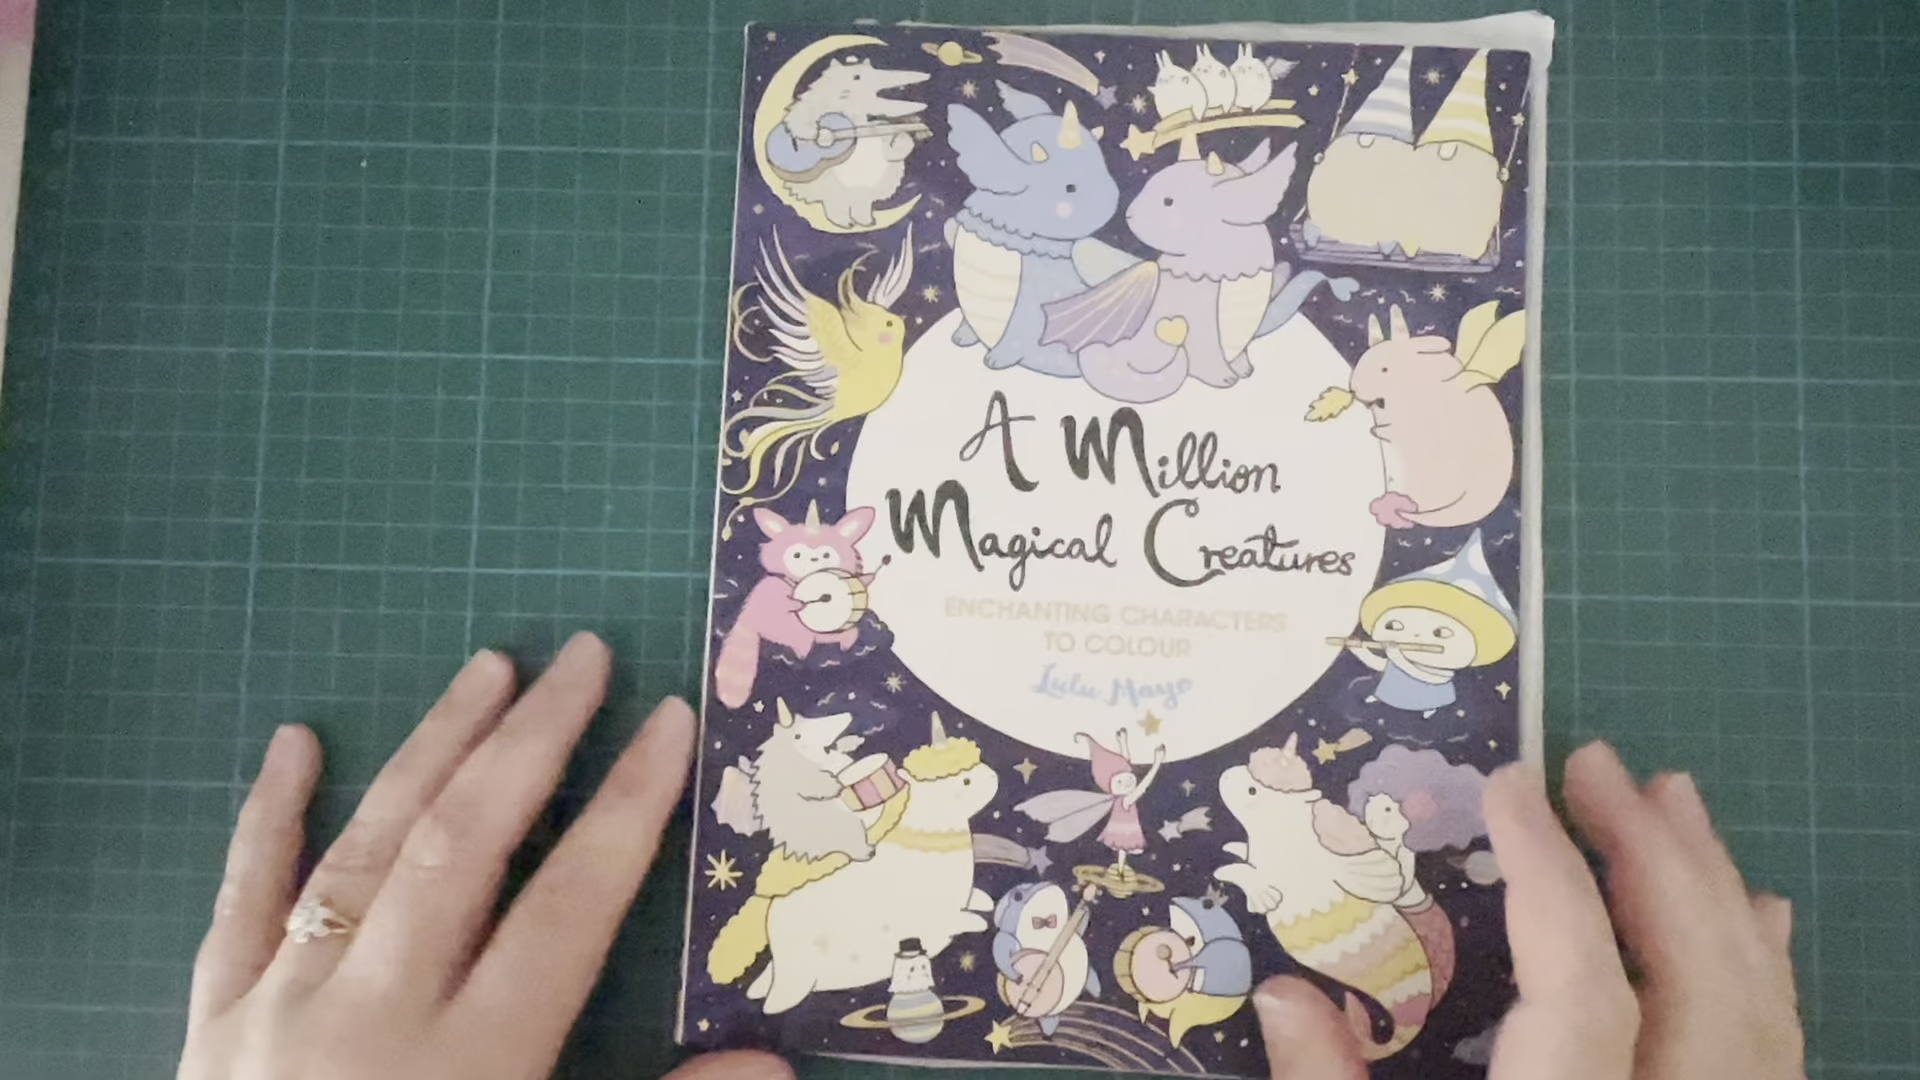 A Million
Magical Creatures
ENCHANTING CHARACTERS
TO COLOUR
Lulu Mayo